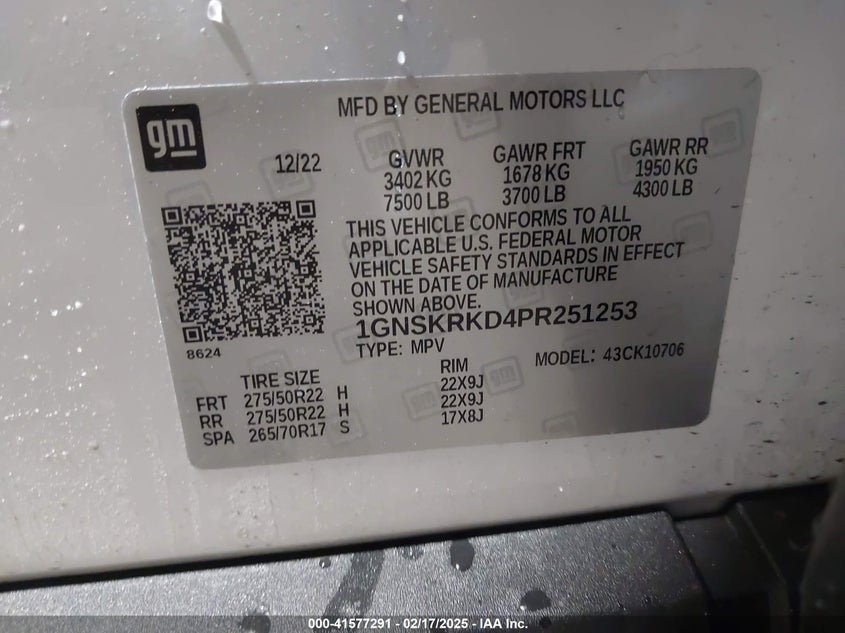 MFD BY GENERAL MOTORS LLC
gm
12/22
GVWR
3402 KG
7500 LB
GAWR FRT
1678 KG
3700 LB
GAWR RR
1950 KG
4300 LB
THIS VEHICLE CONFORMS TO ALL
APPLICABLE U.S. FEDERAL MOTOR
VEHICLE SAFETY STANDARDS IN EFFECT
ON THE DATE OF MANUFACTURE
SHOWN ABOVE.
1GNSKRKD4PR251253
8624
TYPE: MPV
MODEL: 43CK10706
TIRE SIZE RIM
FRT 275/50R22 H 22X9J
RR 275/50R22 H 22X9J
SPA 265/70R17 S 17X8J
000-41577291 - 02/17/2025 - IAA Inc.